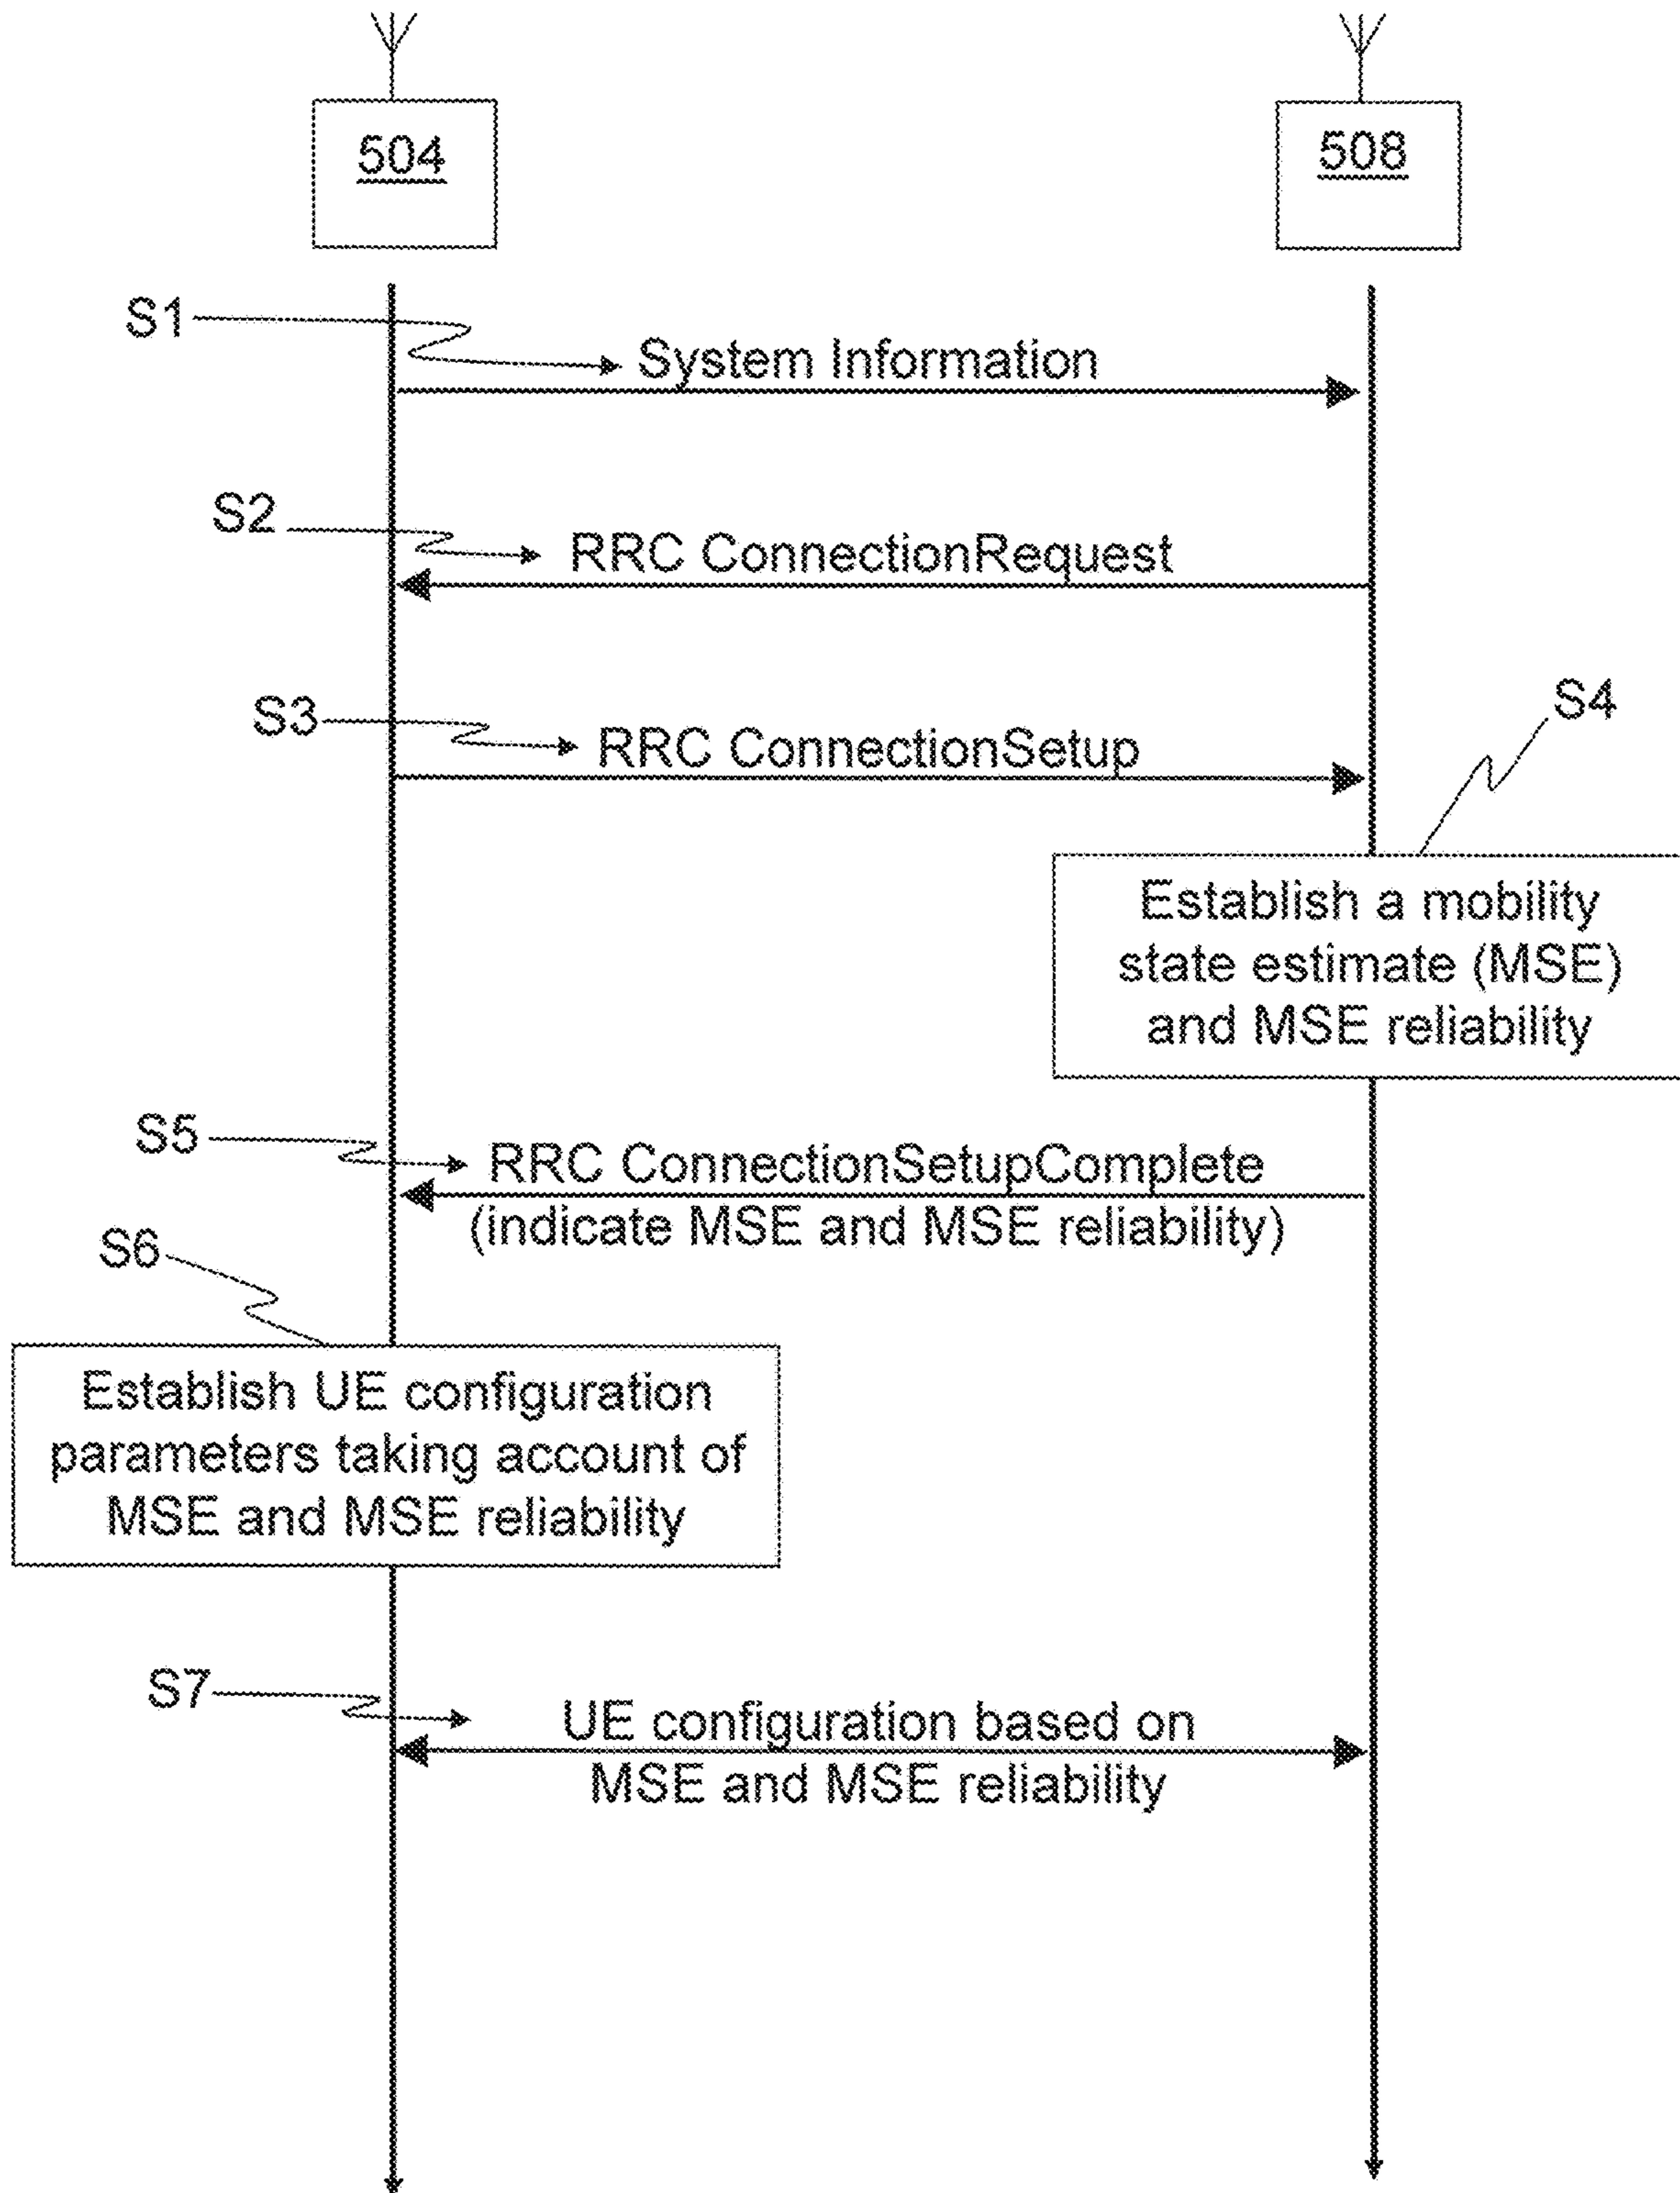 504
508
S1
System Information
S2
RRC ConnectionRequest
S3
RRC ConnectionSetup
S4
Establish a mobility
state estimate (MSE)
and MSE reliability
S5
RRC ConnectionSetupComplete
(indicate MSE and MSE reliability)
S6
Establish UE configuration
parameters taking account of
MSE and MSE reliability
S7
UE configuration based on
MSE and MSE reliability